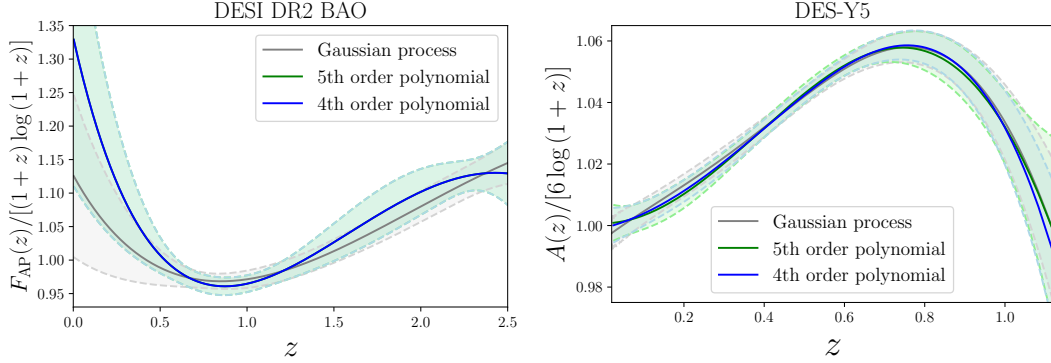 DESI DR2 BAO
F_AP(z)/[(1 + z) log (1 + z)]
1.35
1.30
1.25
1.20
1.15
1.10
1.05
1.00
0.95
Gaussian process
5th order polynomial
4th order polynomial
0.0 0.5 1.0 1.5 2.0 2.5
z
DES-Y5
A(z)/[6 log (1 + z)]
1.06
1.04
1.02
1.00
0.98
Gaussian process
5th order polynomial
4th order polynomial
0.2 0.4 0.6 0.8 1.0
z